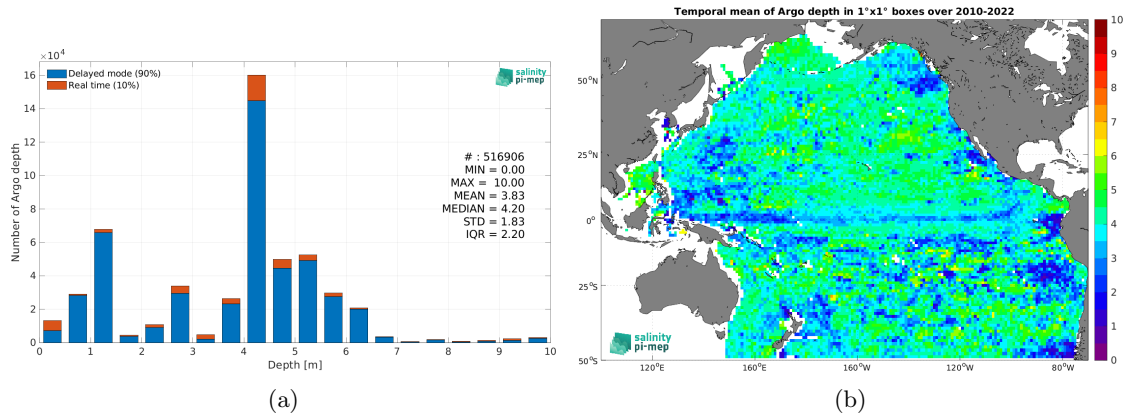 ×10⁴
Delayed mode (90%)
Real time (10%)
salinity
pi-mep
16
14
12
10
8
6
4
2
0
Number of Argo depth
# : 516906
MIN = 0.00
MAX = 10.00
MEAN = 3.83
MEDIAN = 4.20
STD = 1.83
IQR = 2.20
0 1 2 3 4 5 6 7 8 9 10
Depth [m]
(a)
Temporal mean of Argo depth in 1°x1° boxes over 2010-2022
50°N
25°N
0°
25°S
50°S
120°E 160°E 160°W 120°W 80°W
salinity
pi-mep
10
9
8
7
6
5
4
3
2
1
0
(b)